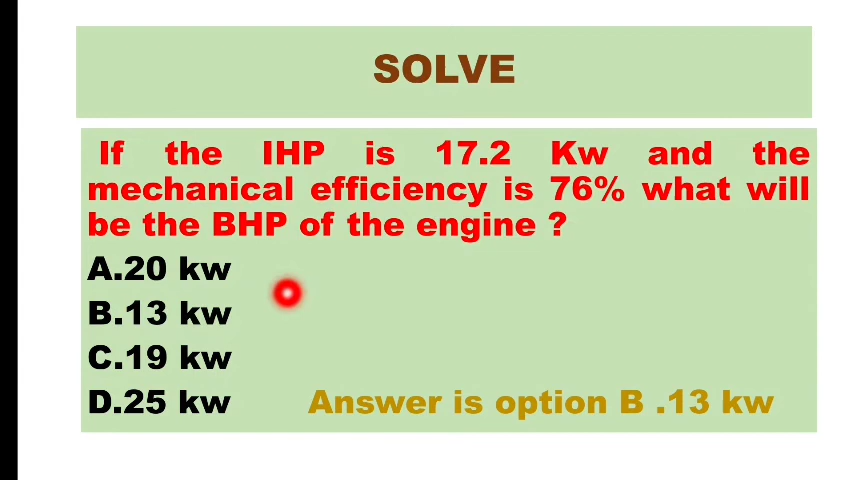 SOLVE
If the IHP is 17.2 Kw and the
mechanical efficiency is 76% what will
be the BHP of the engine ?
A.20 kw
B.13 kw
C.19 kw
D.25 kw
Answer is option B .13 kw